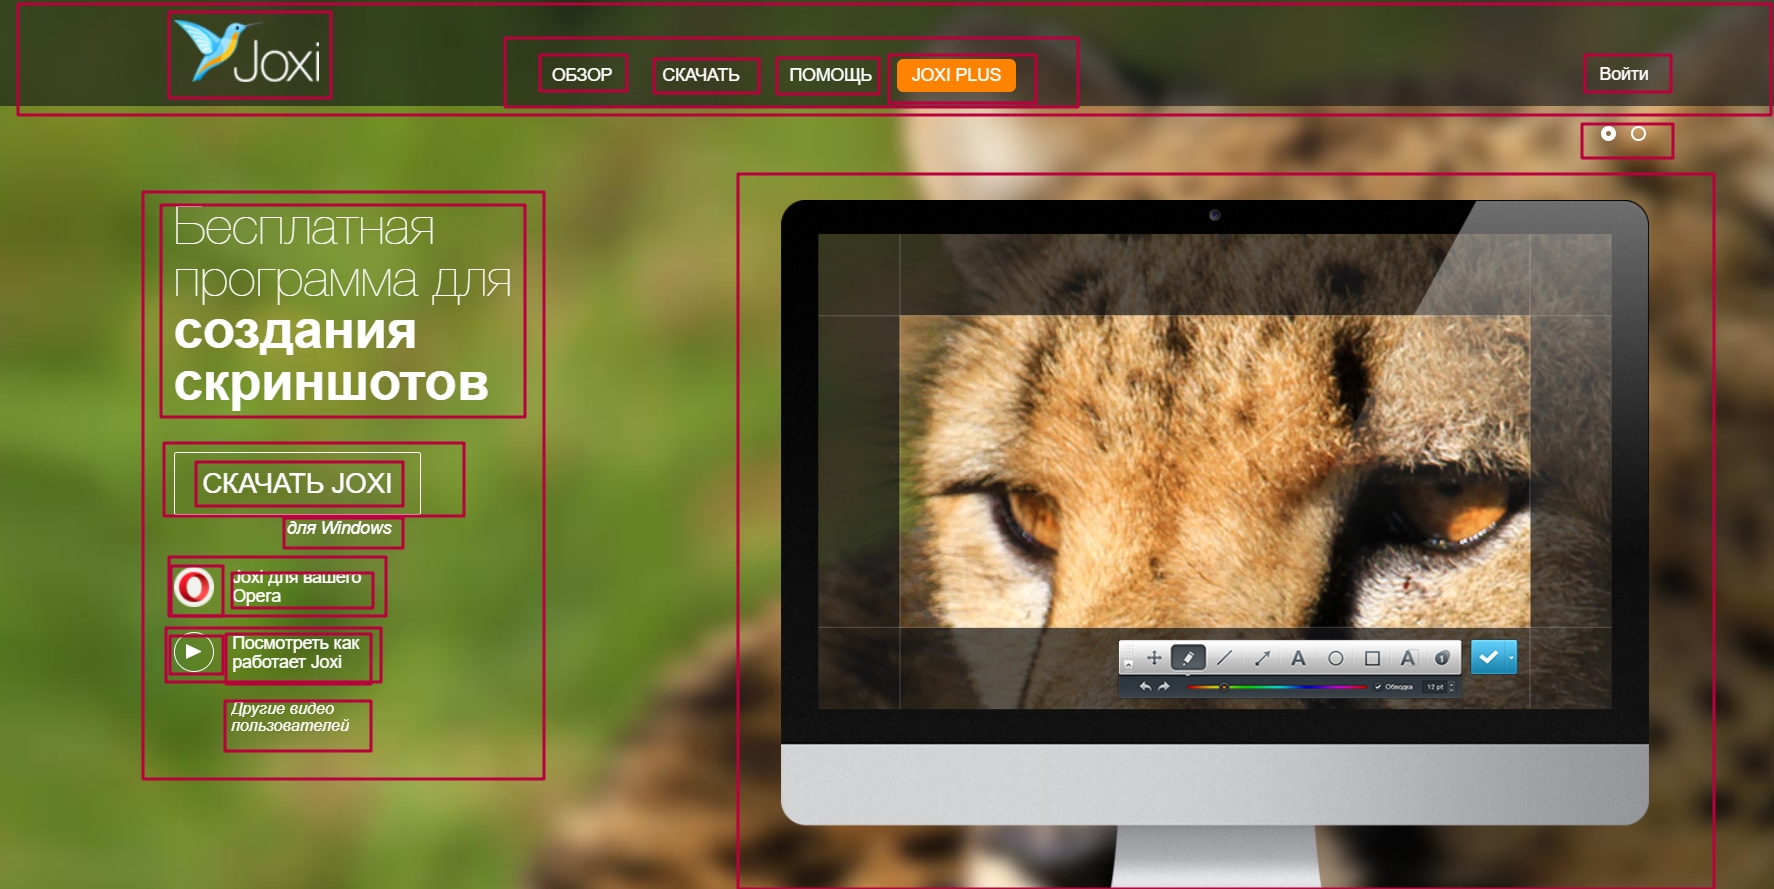 Joxi
ОБЗОР СКАЧАТЬ ПОМОЩЬ JOXI PLUS Войти
Бесплатная
программа для
создания
скриншотов
СКАЧАТЬ JOXI
для Windows
Joxi для вашего
Opera
Посмотреть как
работает Joxi
Другие видео
пользователей
A A 1
Обводка 12 pt